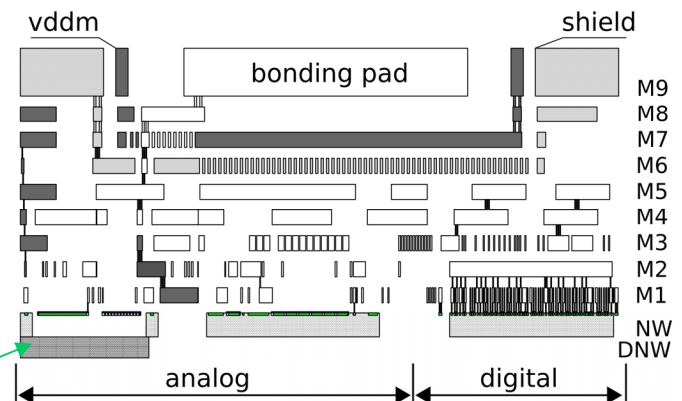 vddm
shield
bonding pad
M9
M8
M7
M6
M5
M4
M3
M2
M1
NW
DNW
analog
digital